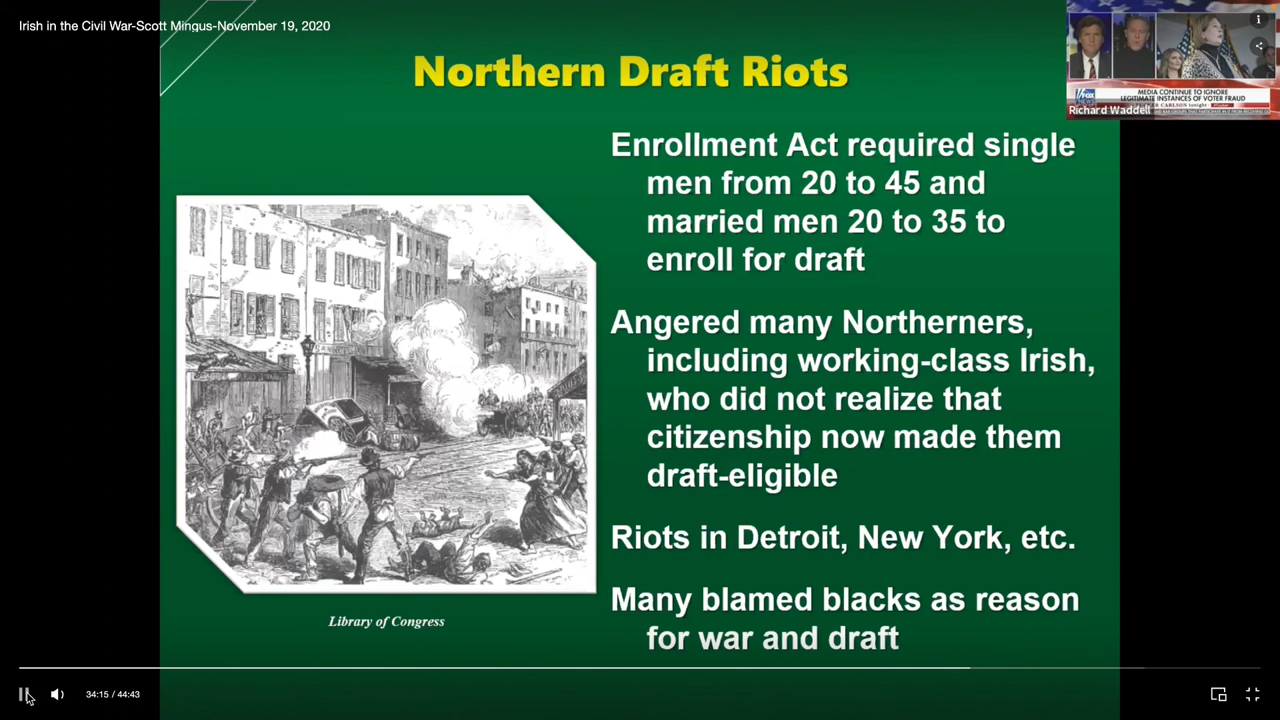 Irish in the Civil War-Scott Mingus-November 19, 2020
Northern Draft Riots
FOX
NEWS
MEDIA CONTINUE TO IGNORE
LEGITIMATE INSTANCES OF VOTER FRAUD
Richard Waddell
Enrollment Act required single
men from 20 to 45 and
married men 20 to 35 to
enroll for draft
Angered many Northerners,
including working-class Irish,
who did not realize that
citizenship now made them
draft-eligible
Riots in Detroit, New York, etc.
Many blamed blacks as reason
for war and draft
Library of Congress
34:15 / 44:43